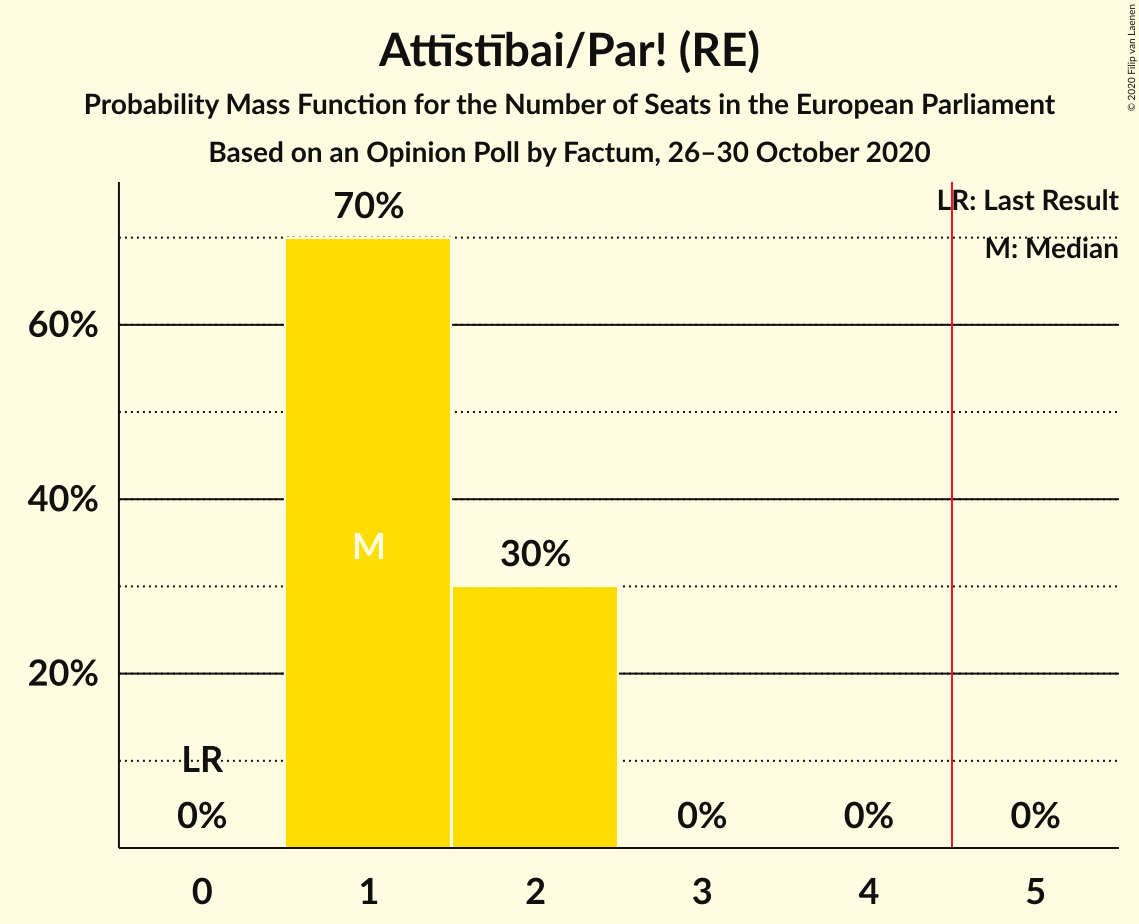 Attīstībai/Par! (RE)
Probability Mass Function for the Number of Seats in the European Parliament
Based on an Opinion Poll by Factum, 26–30 October 2020
© 2020 Filip van Laenen
LR: Last Result
M: Median
70%
60%
40%
M
30%
20%
LR
0%
0%
0%
0%
0
1
2
3
4
5